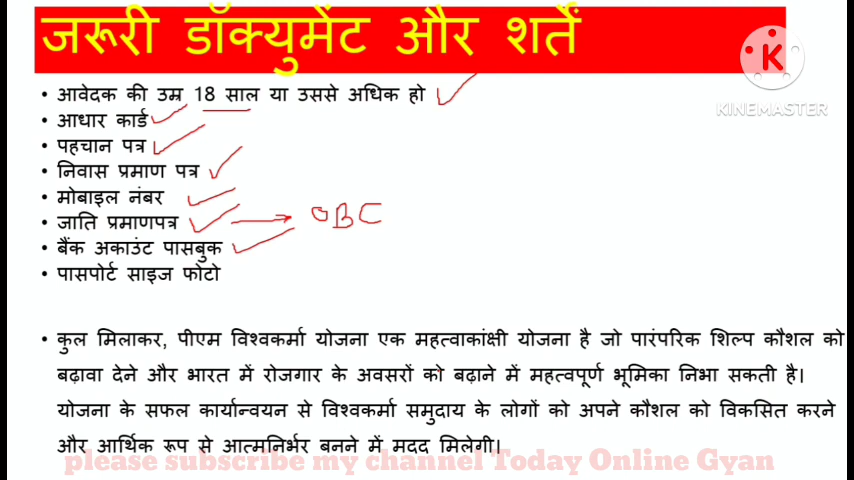 जरूरी डॉक्युमेंट और शर्तें
KINEMASTER
• आवेदक की उम्र 18 साल या उससे अधिक हो
• आधार कार्ड
• पहचान पत्र
• निवास प्रमाण पत्र
• मोबाइल नंबर
• जाति प्रमाणपत्र OBC
• बैंक अकाउंट पासबुक
• पासपोर्ट साइज फोटो
• कुल मिलाकर, पीएम विश्वकर्मा योजना एक महत्वाकांक्षी योजना है जो पारंपरिक शिल्प कौशल को
बढ़ावा देने और भारत में रोजगार के अवसरों को बढ़ाने में महत्वपूर्ण भूमिका निभा सकती है।
योजना के सफल कार्यान्वयन से विश्वकर्मा समुदाय के लोगों को अपने कौशल को विकसित करने
और आर्थिक रूप से आत्मनिर्भर बनने में मदद मिलेगी।
please subscribe my channel Today Online Gyan